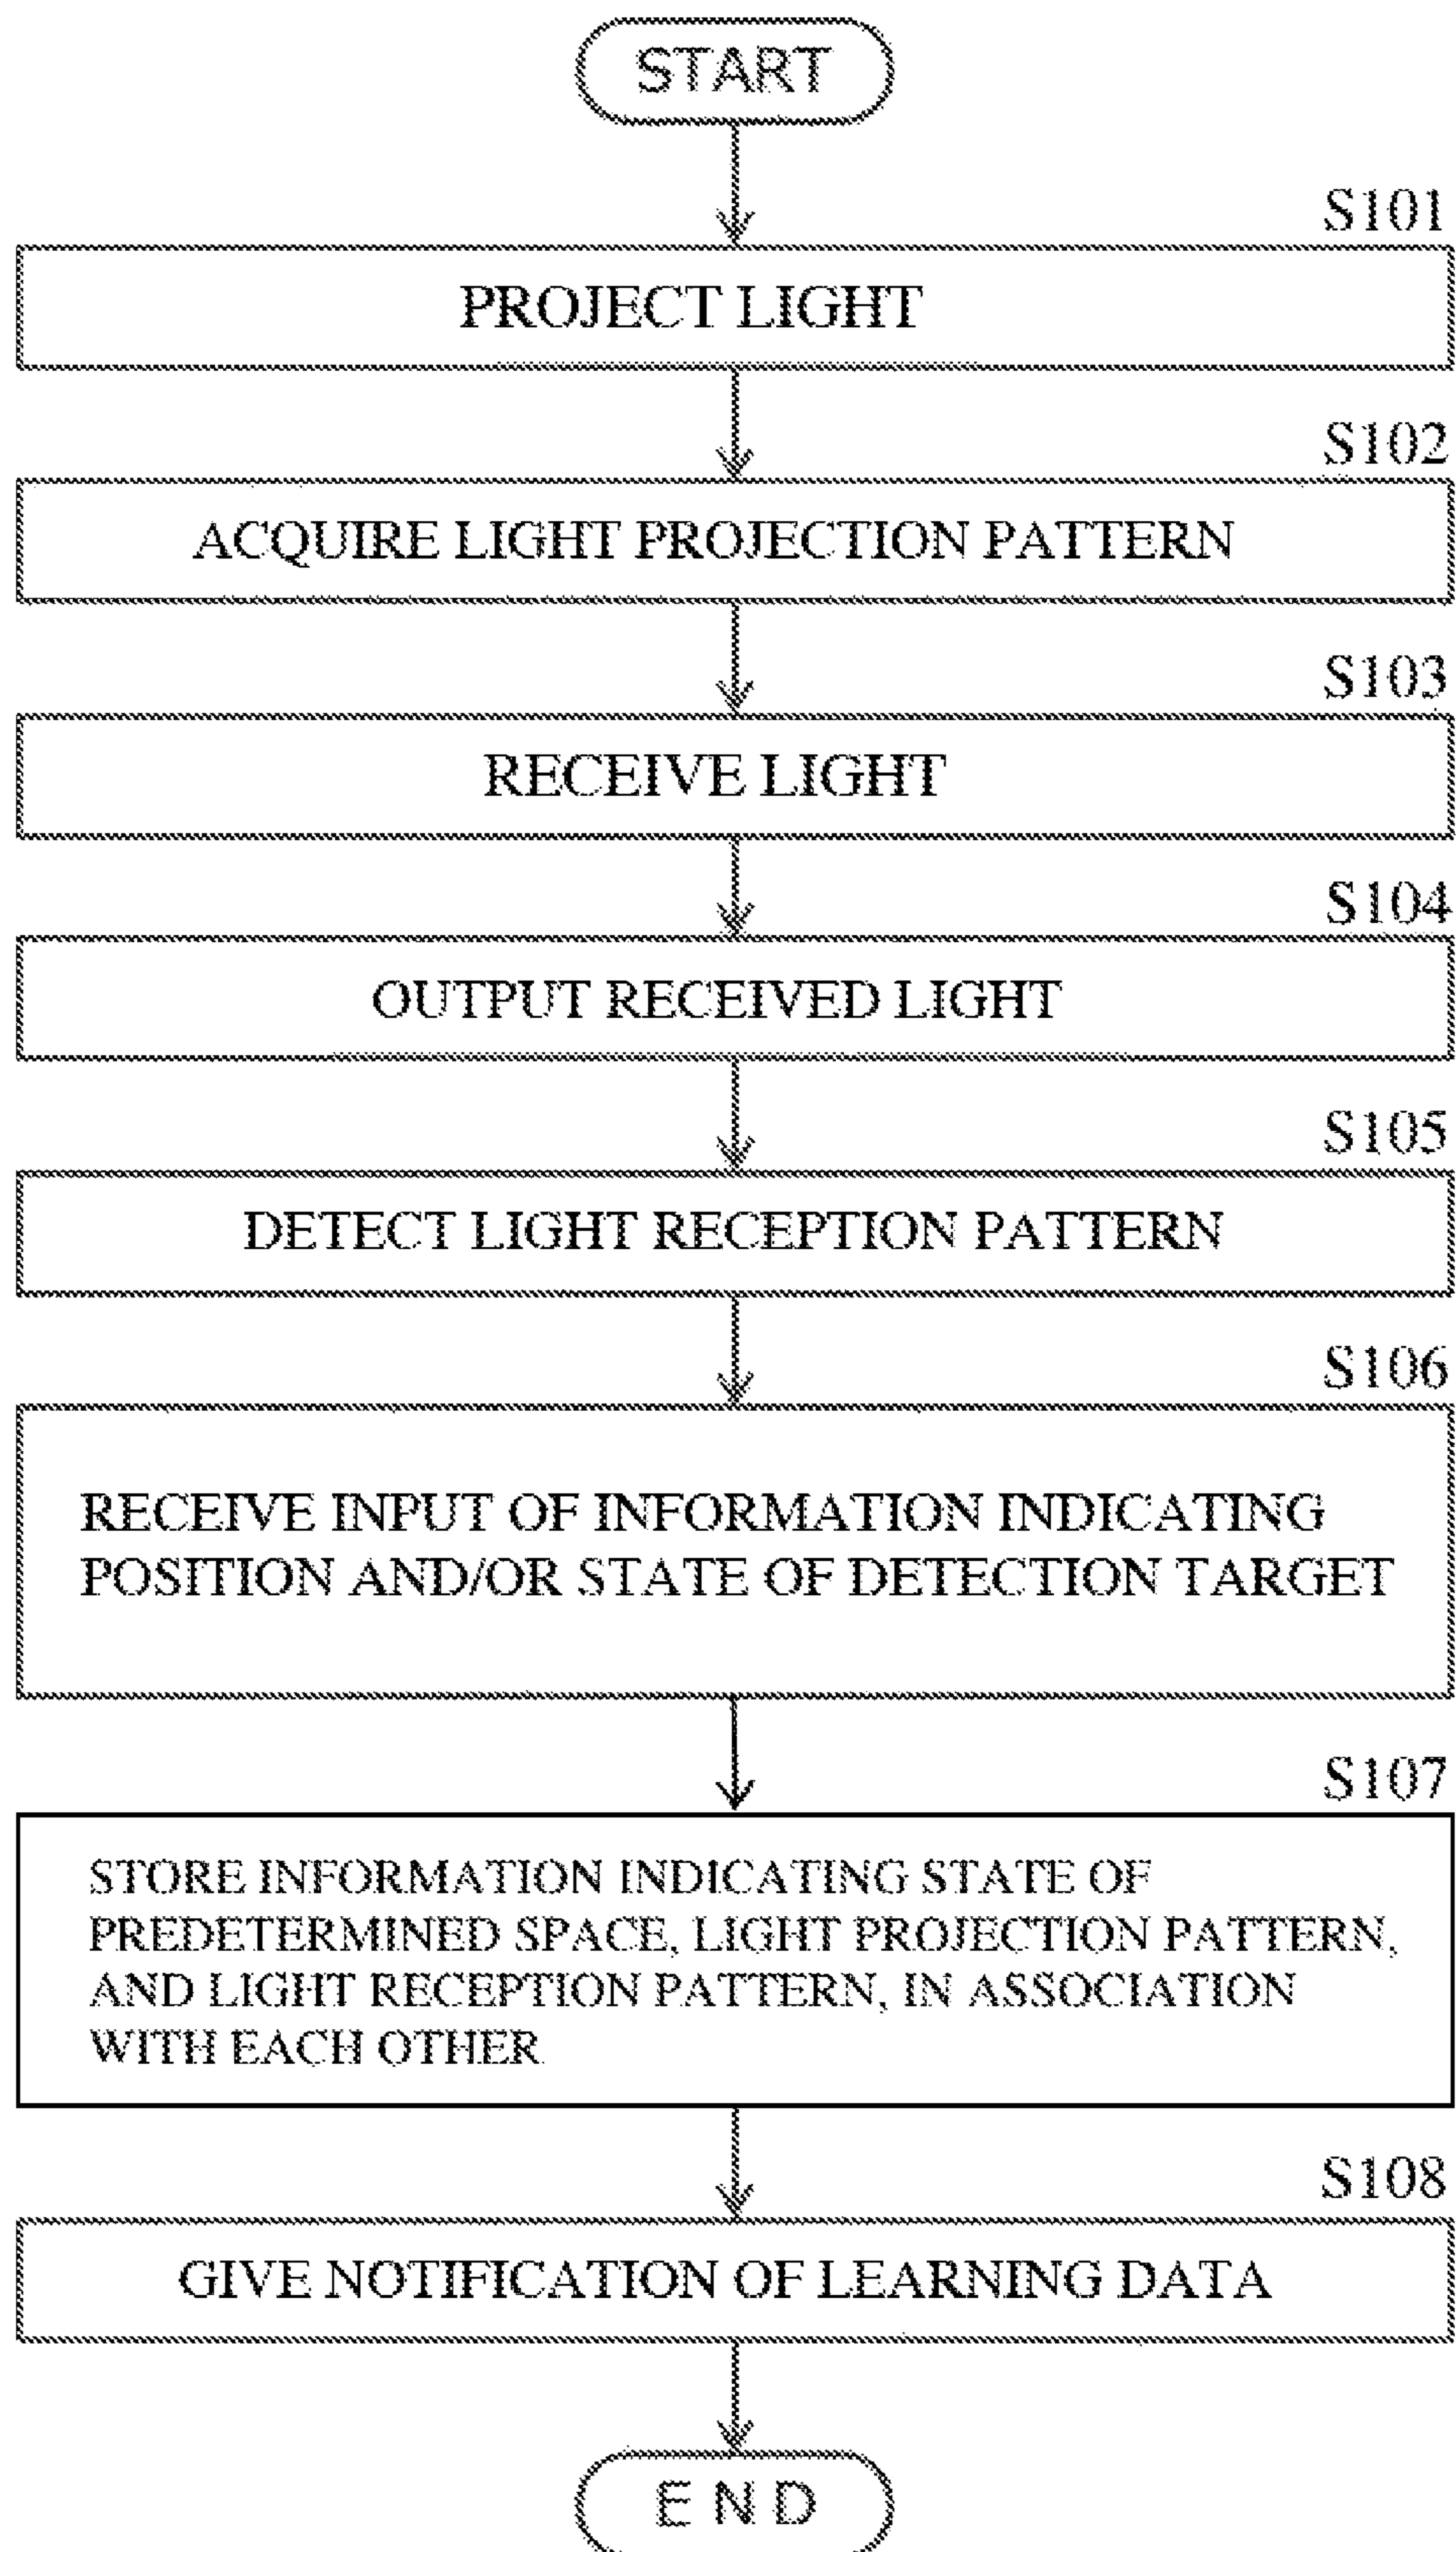 START
S101
PROJECT LIGHT
S102
ACQUIRE LIGHT PROJECTION PATTERN
S103
RECEIVE LIGHT
S104
OUTPUT RECEIVED LIGHT
S105
DETECT LIGHT RECEPTION PATTERN
S106
RECEIVE INPUT OF INFORMATION INDICATING
POSITION AND/OR STATE OF DETECTION TARGET
S107
STORE INFORMATION INDICATING STATE OF
PREDETERMINED SPACE, LIGHT PROJECTION PATTERN,
AND LIGHT RECEPTION PATTERN, IN ASSOCIATION
WITH EACH OTHER
S108
GIVE NOTIFICATION OF LEARNING DATA
END